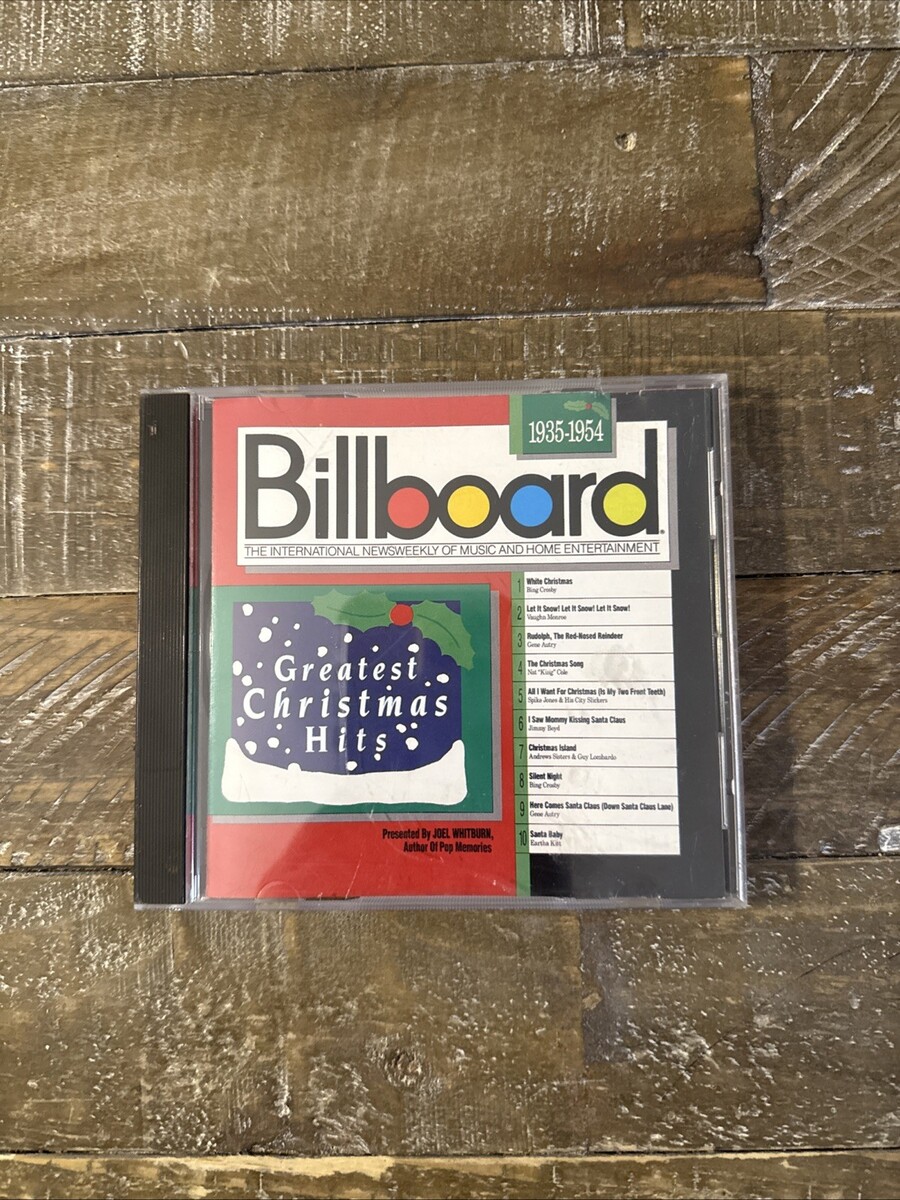 1935-1954
Billboard®
THE INTERNATIONAL NEWSWEEKLY OF MUSIC AND HOME ENTERTAINMENT
Greatest
Christmas
Hits
Presented By JOEL WHITBURN,
Author Of Pop Memories
1 White Christmas
Bing Crosby
2 Let It Snow! Let It Snow! Let It Snow!
Vaughn Monroe
3 Rudolph, The Red-Nosed Reindeer
Gene Autry
4 The Christmas Song
Nat "King" Cole
5 All I Want For Christmas (Is My Two Front Teeth)
Spike Jones & His City Slickers
6 I Saw Mommy Kissing Santa Claus
Jimmy Boyd
7 Christmas Island
Andrews Sisters & Guy Lombardo
8 Silent Night
Bing Crosby
9 Here Comes Santa Claus (Down Santa Claus Lane)
Gene Autry
10 Santa Baby
Eartha Kitt